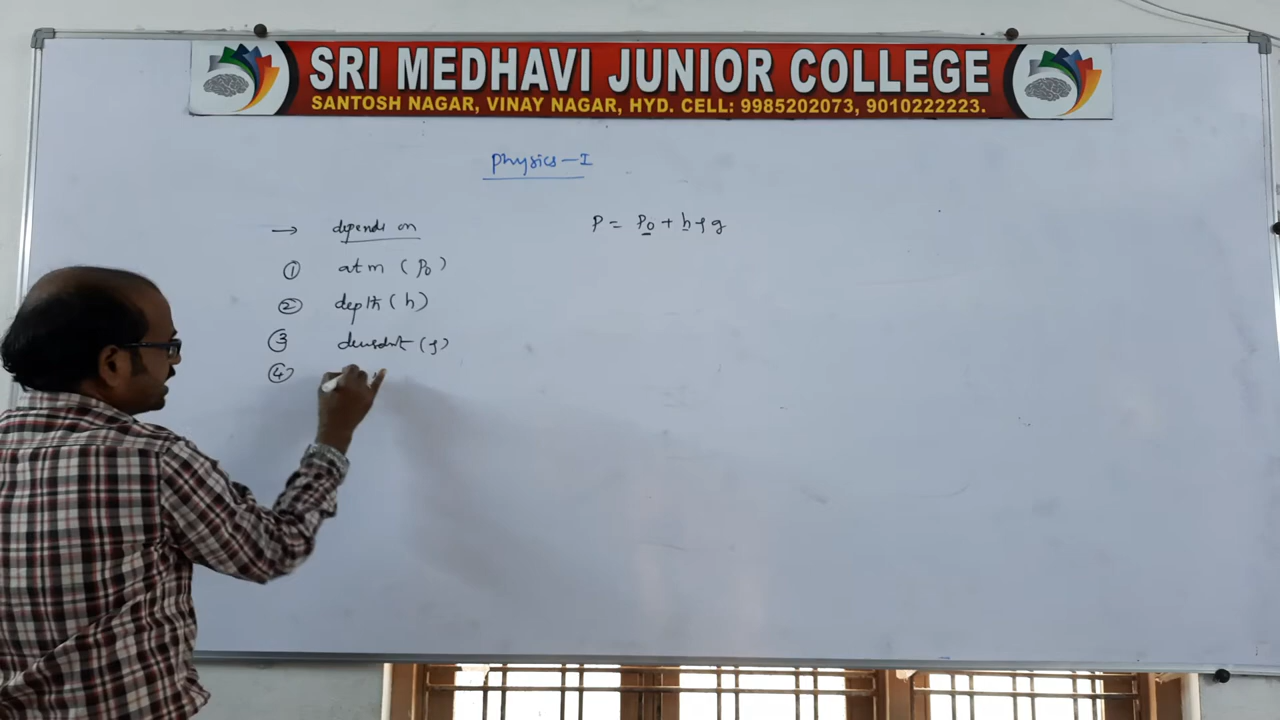 SRI MEDHAVI JUNIOR COLLEGE
SANTOSH NAGAR, VINAY NAGAR, HYD. CELL: 9985202073, 9010222223.
Physics-I
→ depends on
P = P0 + hρg
① atm (P0)
② depth (h)
③ (ρ)
④